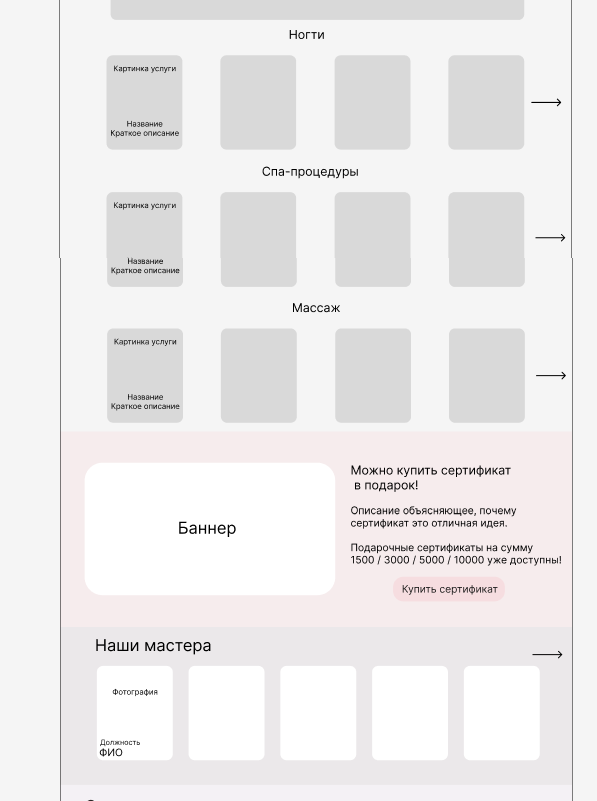 Ногти
Картинка услуги
Название
Краткое описание
Спа-процедуры
Картинка услуги
Название
Краткое описание
Массаж
Картинка услуги
Название
Краткое описание
Баннер
Можно купить сертификат
в подарок!
Описание объясняющее, почему
сертификат это отличная идея.
Подарочные сертификаты на сумму
1500 / 3000 / 5000 / 10000 уже доступны!
Купить сертификат
Наши мастера
Фотография
Должность
ФИО